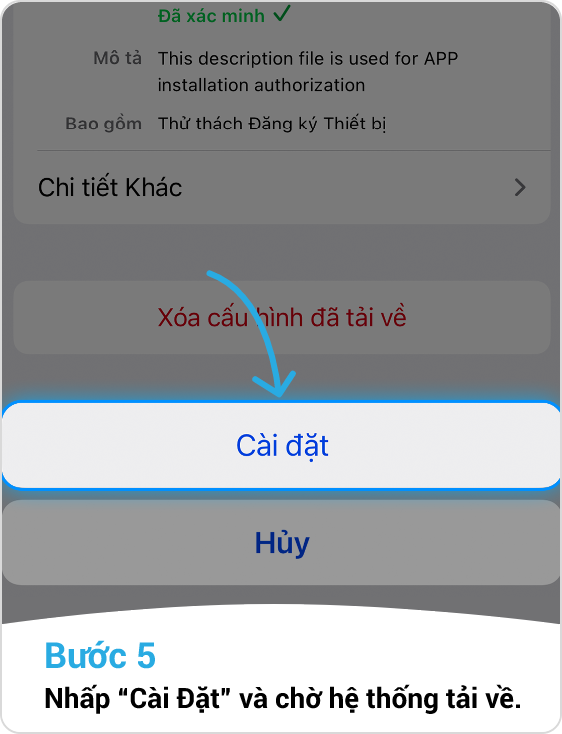 Đã xác minh
Mô tả This description file is used for APP
installation authorization
Bao gồm Thử thách Đăng ký Thiết bị
Chi tiết Khác
Xóa cấu hình đã tải về
Cài đặt
Hủy
Bước 5
Nhấp “Cài Đặt” và chờ hệ thống tải về.